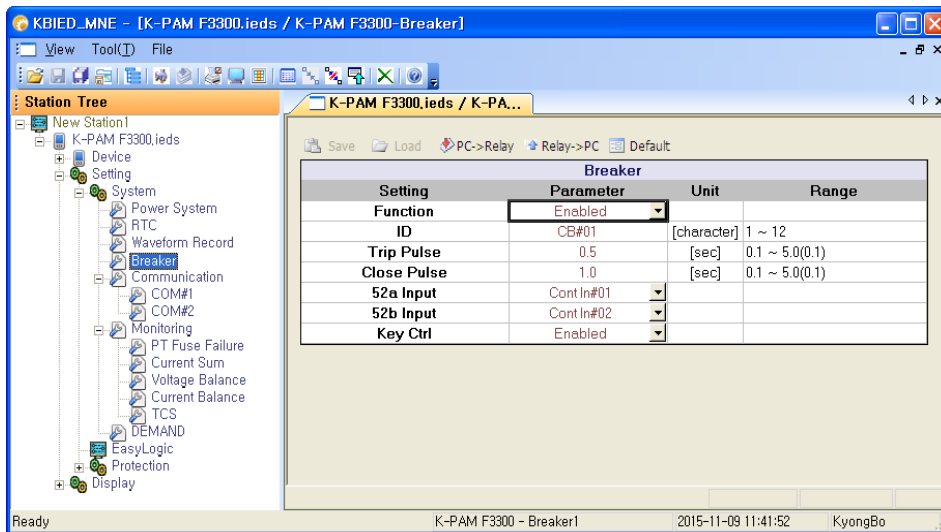 KBIED_MNE - [K-PAM F3300.ieds / K-PAM F3300-Breaker]
View Tool(T) File
Station Tree
New Station1
K-PAM F3300.ieds
Device
Setting
System
Power System
RTC
Waveform Record
Breaker
Communication
COM#1
COM#2
Monitoring
PT Fuse Failure
Current Sum
Voltage Balance
Current Balance
TCS
DEMAND
EasyLogic
Protection
Display
K-PAM F3300.ieds / K-PA...
Save Load PC->Relay Relay->PC Default
Breaker
Setting Parameter Unit Range
Function Enabled
ID CB#01 [character] 1 ~ 12
Trip Pulse 0.5 [sec] 0.1 ~ 5.0(0.1)
Close Pulse 1.0 [sec] 0.1 ~ 5.0(0.1)
52a Input Cont In#01
52b Input Cont In#02
Key Ctrl Enabled
Ready K-PAM F3300 - Breaker1 2015-11-09 11:41:52 KyongBo